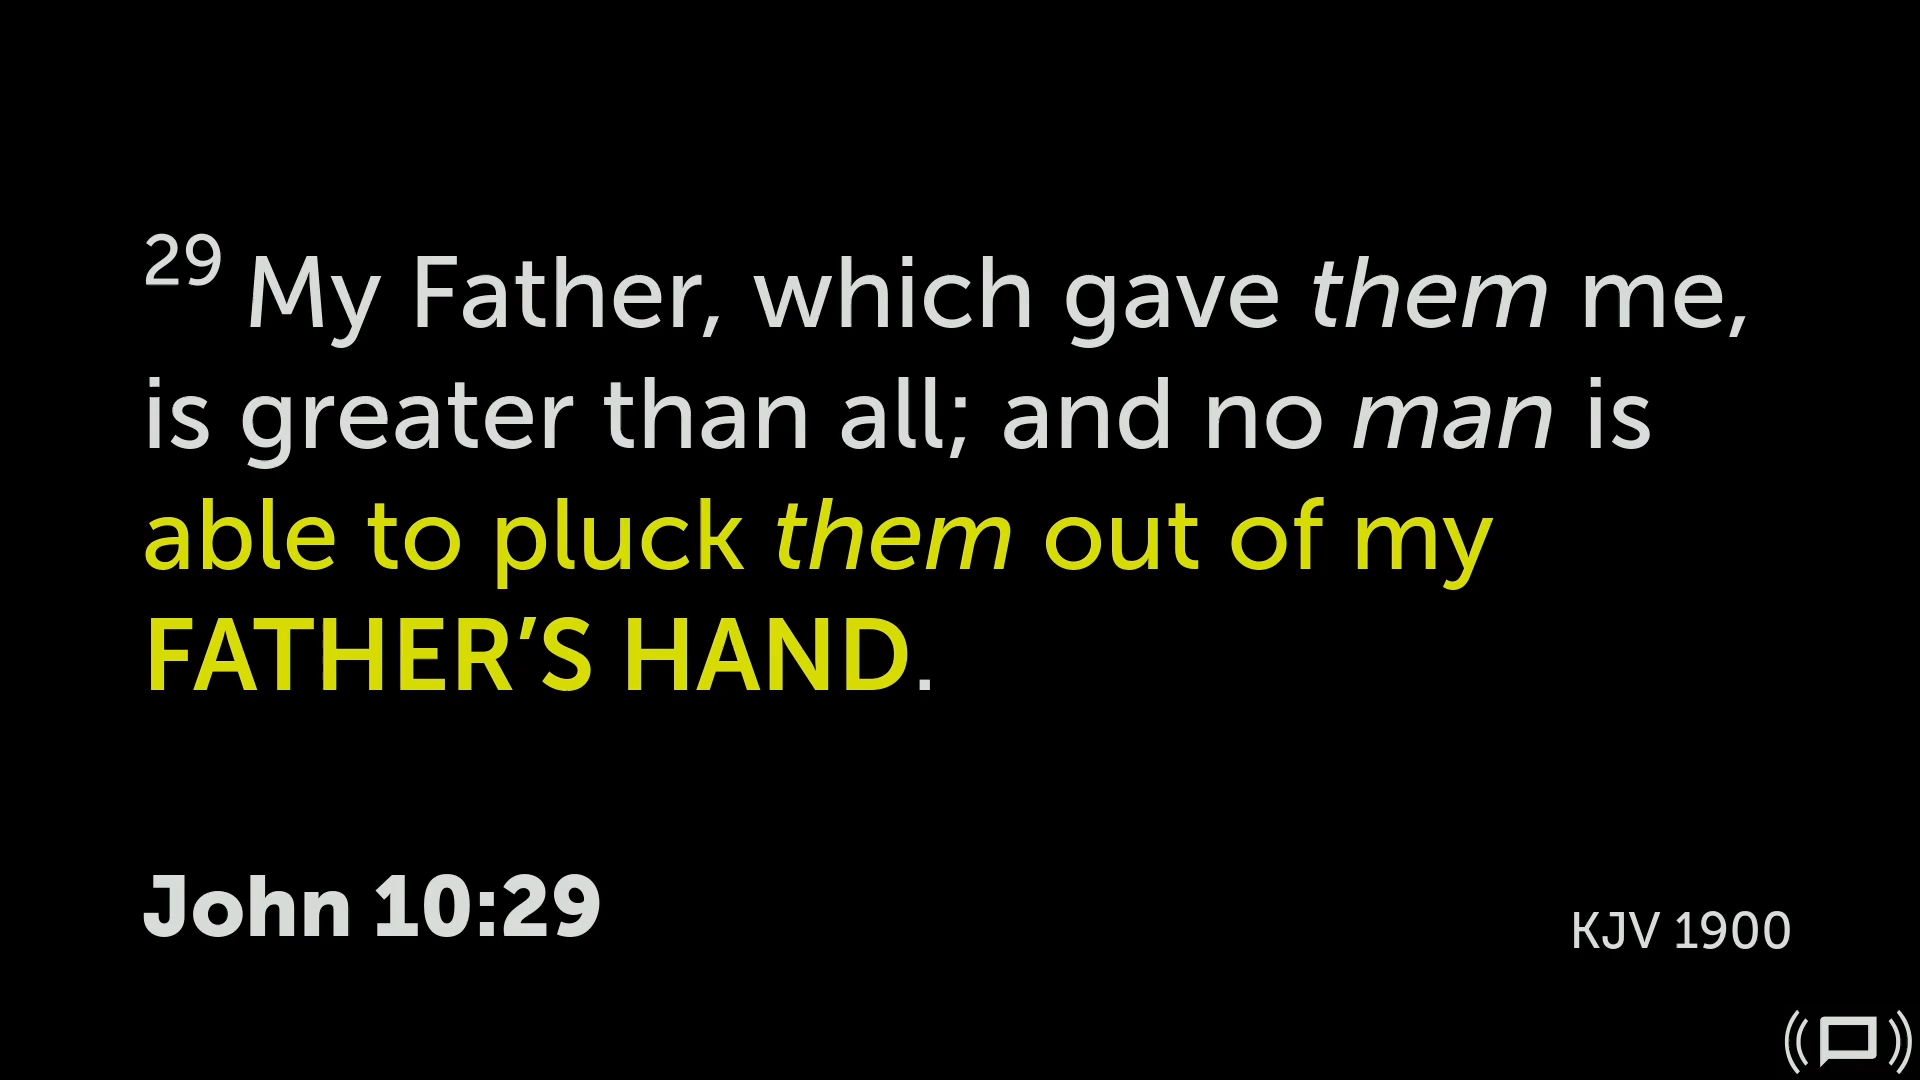 29 My Father, which gave them me,
is greater than all; and no man is
able to pluck them out of my
FATHER’S HAND.
John 10:29
KJV 1900